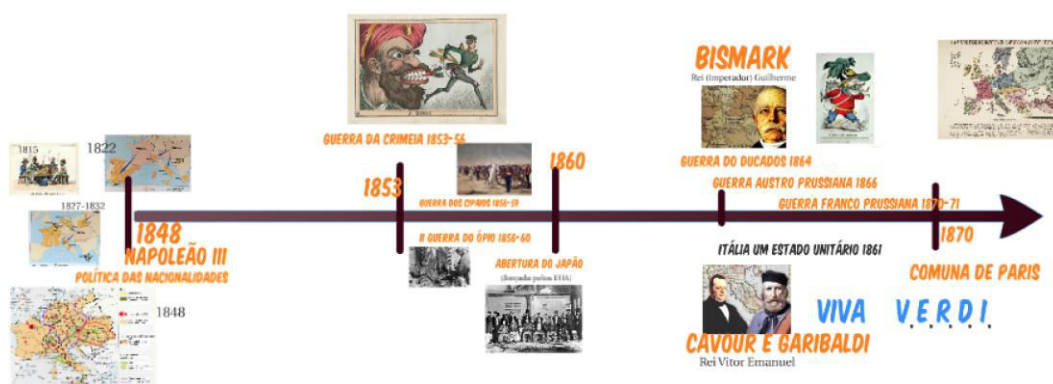 1815
1822
1827-1832
1848
NAPOLEÃO III
POLÍTICA DAS NACIONALIDADES
1848
GUERRA DA CRIMEIA 1853-56
1853
GUERRA DOS CIPAIOS 1856-59
II GUERRA DO ÓPIO 1856-60
1860
ABERTURA DO JAPÃO
(forçada pelos EUA)
BISMARK
Rei (imperador) Guilherme
GUERRA DO DUCADOS 1864
GUERRA AUSTRO PRUSSIANA 1866
GUERRA FRANCO PRUSSIANA 1870-71
ITÁLIA UM ESTADO UNITÁRIO 1861
CAVOUR E GARIBALDI
Rei Vitor Emanuel
VIVA V.E.R.D.I.
1870
COMUNA DE PARIS